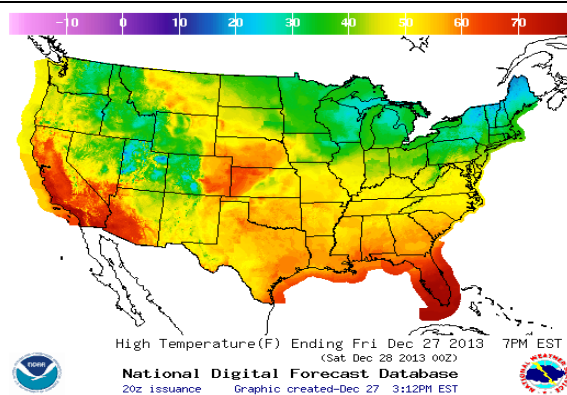 -10 0 10 20 30 40 50 60 70
High Temperature(F) Ending Fri Dec 27 2013 7PM EST
(Sat Dec 28 2013 00Z)
National Digital Forecast Database
20z issuance Graphic created-Dec 27 3:12PM EST
NOAA